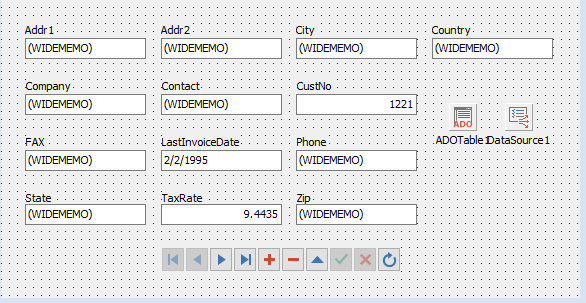 Addr1 Addr2 City Country
(WIDEMEMO) (WIDEMEMO) (WIDEMEMO) (WIDEMEMO)
Company Contact CustNo
(WIDEMEMO) (WIDEMEMO) 1221
ADO
ADOTable1 DataSource1
FAX LastInvoiceDate Phone
(WIDEMEMO) 2/2/1995 (WIDEMEMO)
State TaxRate Zip
(WIDEMEMO) 9.4435 (WIDEMEMO)